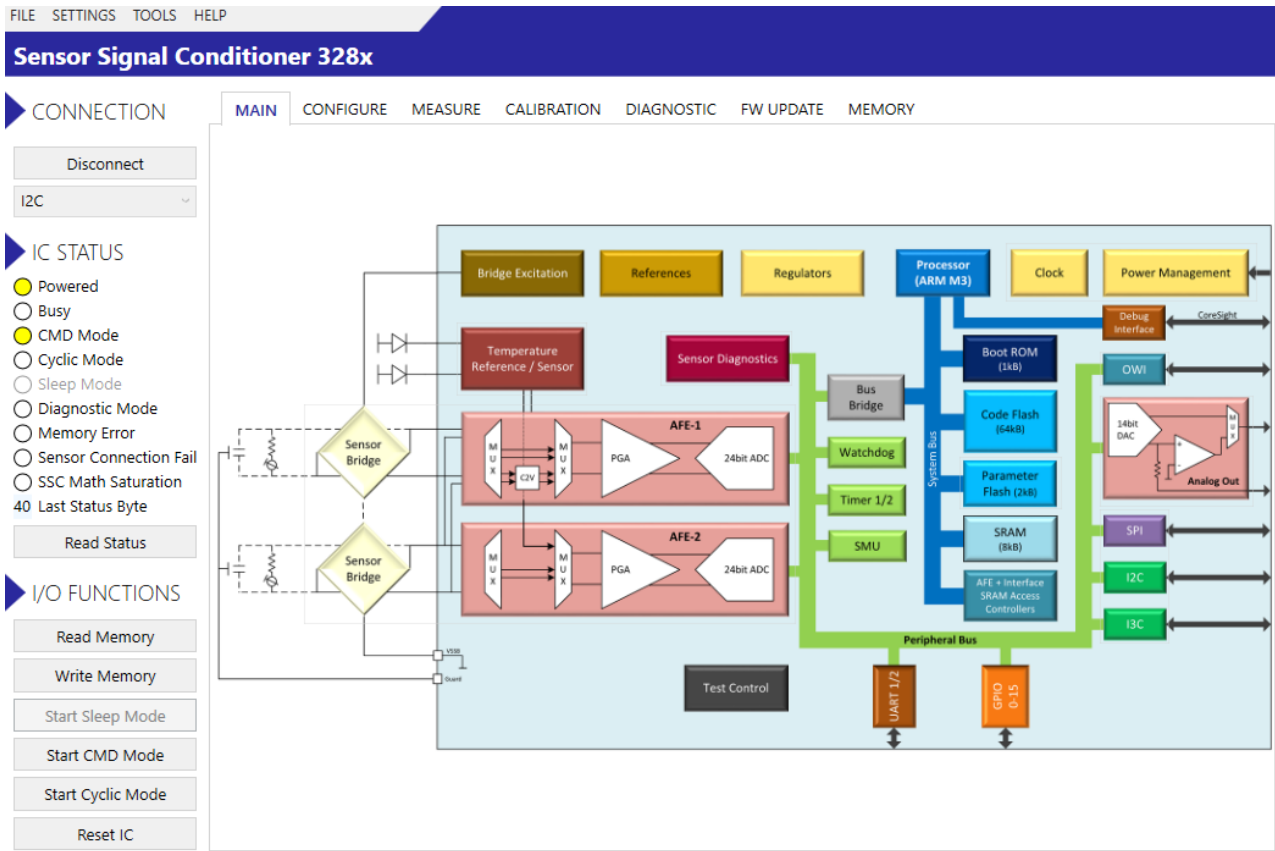 FILE SETTINGS TOOLS HELP
Sensor Signal Conditioner 328x
CONNECTION
Disconnect
I2C
IC STATUS
Powered
Busy
CMD Mode
Cyclic Mode
Sleep Mode
Diagnostic Mode
Memory Error
Sensor Connection Fail
SSC Math Saturation
40 Last Status Byte
Read Status
I/O FUNCTIONS
Read Memory
Write Memory
Start Sleep Mode
Start CMD Mode
Start Cyclic Mode
Reset IC
MAIN CONFIGURE MEASURE CALIBRATION DIAGNOSTIC FW UPDATE MEMORY
Bridge Excitation
References
Regulators
Processor
(ARM M3)
Clock
Power Management
Debug
Interface
CoreSight
Temperature
Reference / Sensor
Sensor Diagnostics
Boot ROM
(1kB)
OWI
Bus
Bridge
Code Flash
(64kB)
14bit
DAC
MUX
Analog Out
Sensor
Bridge
AFE-1
MUX
C2V
MUX
PGA
24bit ADC
Watchdog
System Bus
Parameter
Flash (2kB)
Timer 1/2
SRAM
(8kB)
SPI
SMU
Sensor
Bridge
AFE-2
MUX
MUX
PGA
24bit ADC
AFE + Interface
SRAM Access
Controllers
I2C
I3C
Peripheral Bus
VSSB
Guard
Test Control
UART 1/2
GPIO
0-15